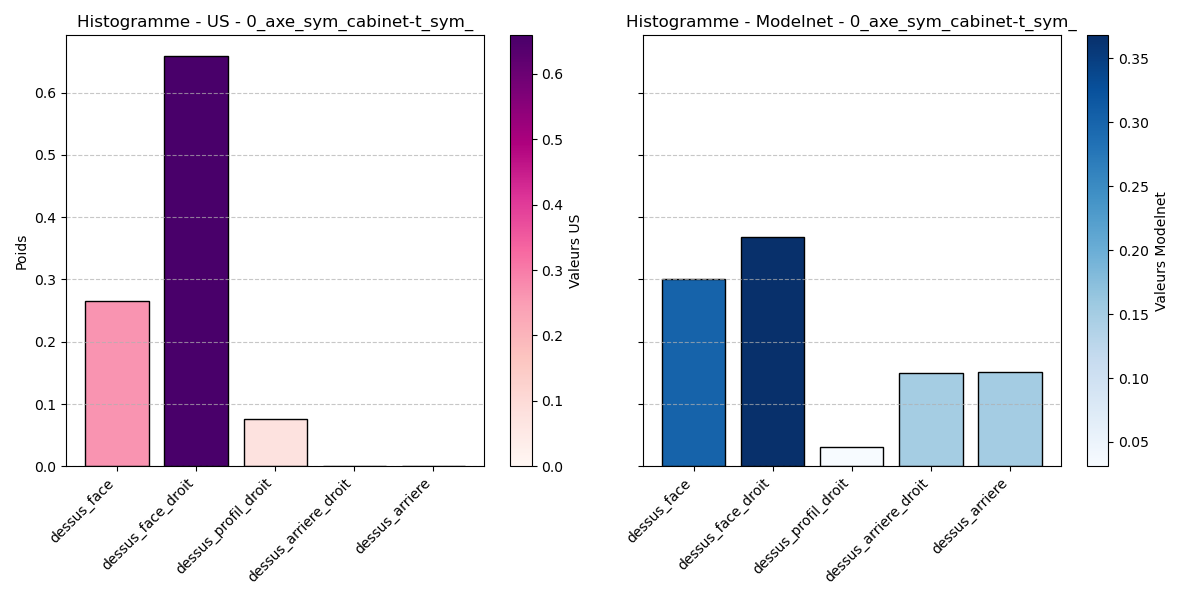 Histogramme - US - 0_axe_sym_cabinet-t_sym_
Poids
0.6
0.5
0.4
0.3
0.2
0.1
0.0
dessus_face
dessus_face_droit
dessus_profil_droit
dessus_arriere_droit
dessus_arriere
0.6
0.5
0.4
0.3
0.2
0.1
0.0
Valeurs US
Histogramme - Modelnet - 0_axe_sym_cabinet-t_sym_
dessus_face
dessus_face_droit
dessus_profil_droit
dessus_arriere_droit
dessus_arriere
0.35
0.30
0.25
0.20
0.15
0.10
0.05
Valeurs Modelnet